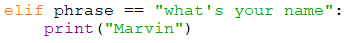 elif phrase == "what's your name":
    print("Marvin")